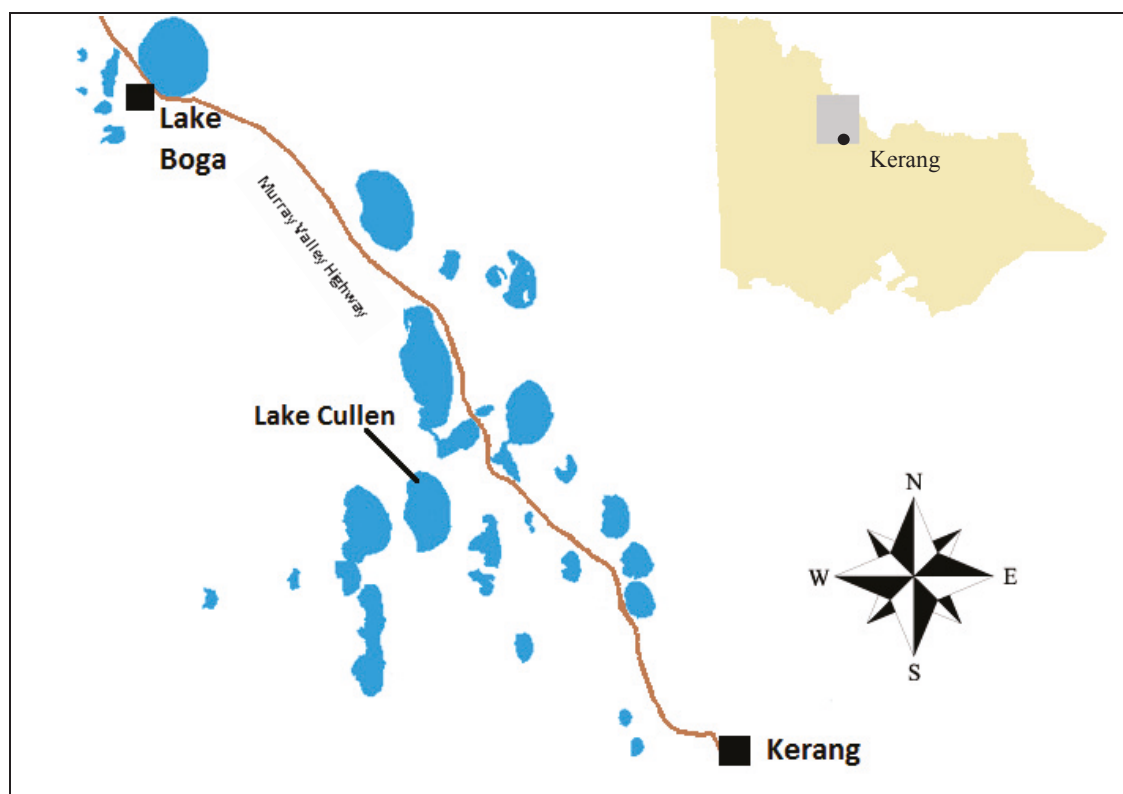 Lake
Boga
Murray Valley Highway
Kerang
Lake Cullen
N
W
E
S
Kerang